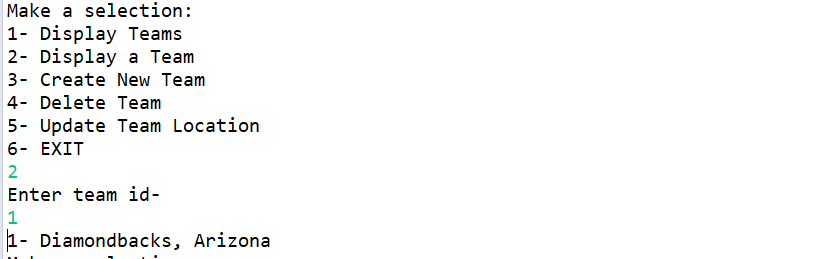 Make a selection:
1- Display Teams
2- Display a Team
3- Create New Team
4- Delete Team
5- Update Team Location
6- EXIT
2
Enter team id-
1
1- Diamondbacks, Arizona